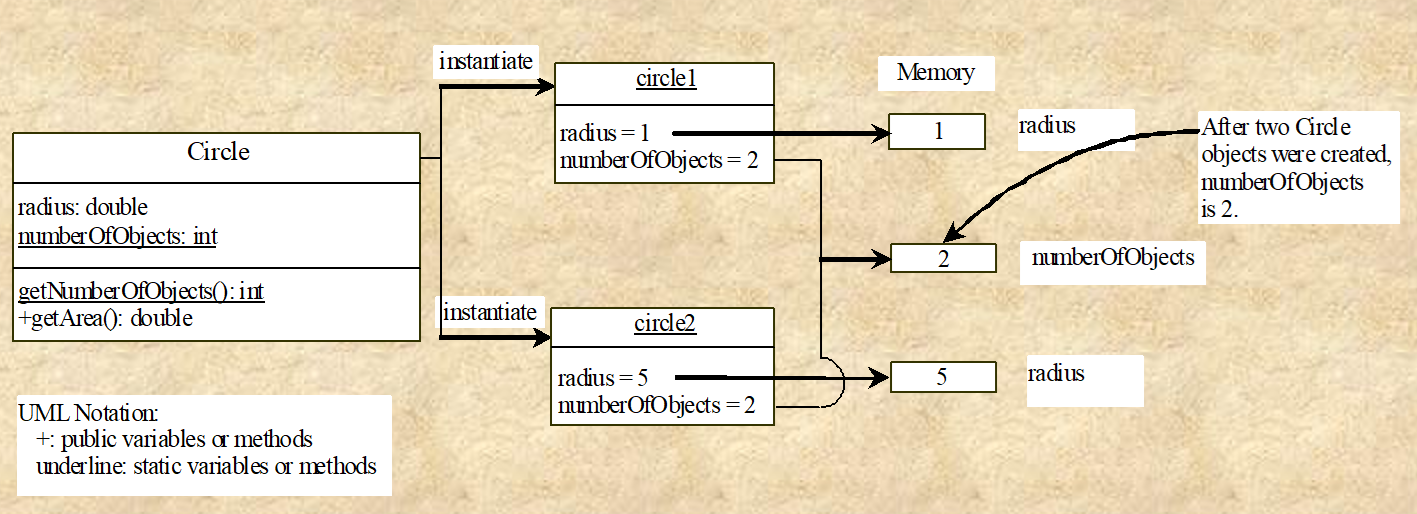 instantiate
circle1
radius = 1
numberOfObjects = 2
Memory
1
radius
After two Circle
objects were created,
numberOfObjects
is 2.
Circle
radius: double
numberOfObjects: int
getNumberOfObjects(): int
+getArea(): double
2
numberOfObjects
instantiate
circle2
radius = 5
numberOfObjects = 2
5
radius
UML Notation:
+: public variables or methods
underline: static variables or methods